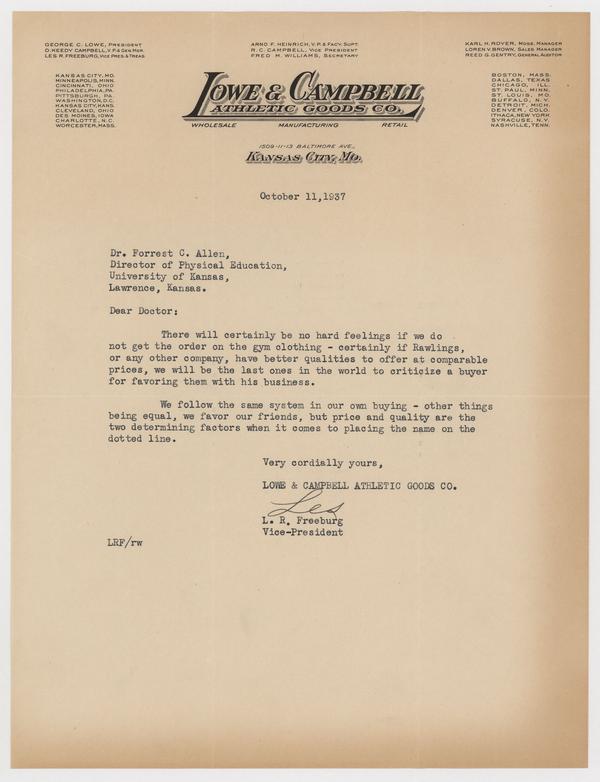 GEORGE C. LOWE, PRESIDENT
O. KEEDY CAMPBELL, V. P. & GEN. MGR.
LES R. FREEBURG, VICE PRES. & TREAS.
ARNO F. HEINRICH, V. P. & FACY. SUPT.
R. C. CAMPBELL, VICE PRESIDENT
FRED M. WILLIAMS, SECRETARY
KARL H. ROYER, MDSE. MANAGER
LOREN V. BROWN, SALES MANAGER
REED G. GENTRY, GENERAL AUDITOR
KANSAS CITY, MO.
MINNEAPOLIS, MINN.
CINCINNATI, OHIO
PHILADELPHIA, PA.
PITTSBURGH, PA.
WASHINGTON, D.C.
KANSAS CITY, KANS.
CLEVELAND, OHIO
DES MOINES, IOWA
CHARLOTTE, N.C.
WORCESTER, MASS.
LOWE & CAMPBELL
ATHLETIC GOODS CO.
WHOLESALE MANUFACTURING RETAIL
1509-11-13 BALTIMORE AVE.,
KANSAS CITY, MO.
BOSTON, MASS.
DALLAS, TEXAS
CHICAGO, ILL.
ST. PAUL, MINN.
ST. LOUIS, MO.
BUFFALO, N.Y.
DETROIT, MICH.
DENVER, COLO.
ITHACA, NEW YORK
SYRACUSE, N.Y.
NASHVILLE, TENN.
October 11,1937
Dr. Forrest C. Allen,
Director of Physical Education,
University of Kansas,
Lawrence, Kansas.
Dear Doctor:
There will certainly be no hard feelings if we do
not get the order on the gym clothing - certainly if Rawlings,
or any other company, have better qualities to offer at comparable
prices, we will be the last ones in the world to criticize a buyer
for favoring them with his business.
We follow the same system in our own buying - other things
being equal, we favor our friends, but price and quality are the
two determining factors when it comes to placing the name on the
dotted line.
Very cordially yours,
LOWE & CAMPBELL ATHLETIC GOODS CO.
Les
L. R. Freeburg
Vice-President
LRF/rw